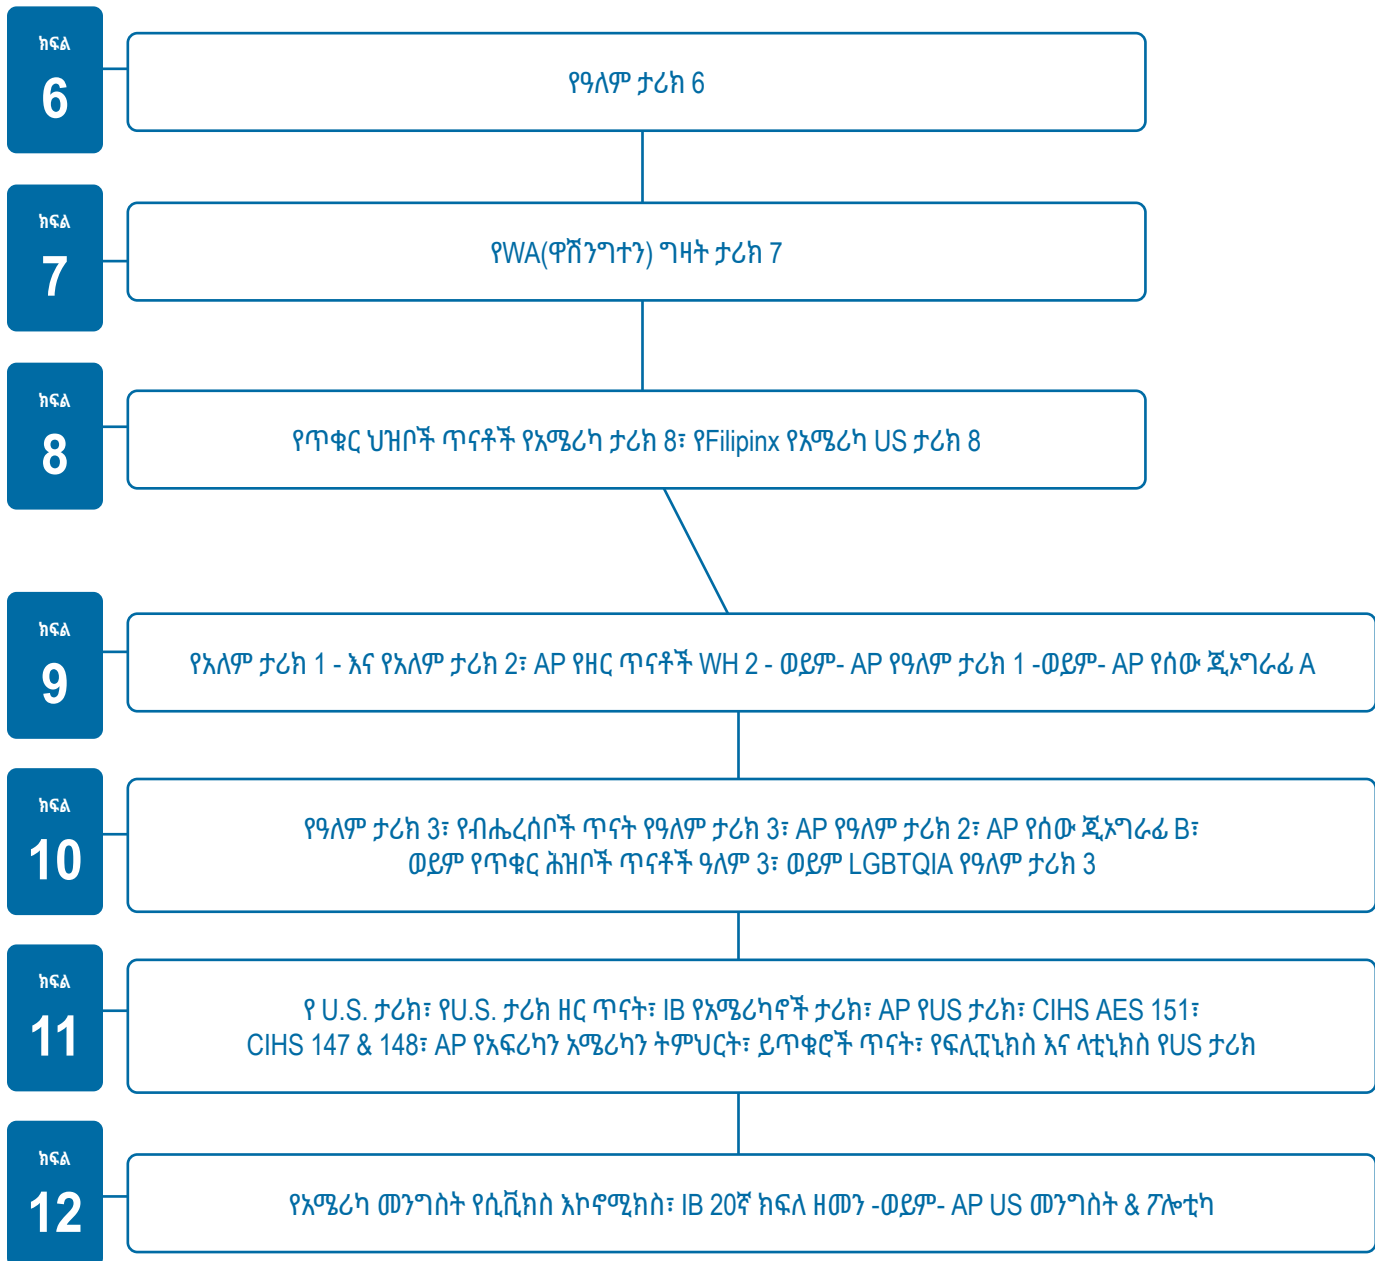 ክፍል
6
የዓለም ታሪክ 6
ክፍል
7
የWA(ዋሽንግተን) ግዛት ታሪክ 7
ክፍል
8
የጥቁር ህዝቦች ጥናቶች የአሜሪካ ታሪክ 8፣ የFilipinx የአሜሪካ US ታሪክ 8
ክፍል
9
የአለም ታሪክ 1 - እና የአለም ታሪክ 2፣ AP የዘር ጥናቶች WH 2 - ወይም- AP የዓለም ታሪክ 1 -ወይም- AP የሰው ጂኦግራፊ A
ክፍል
10
የዓለም ታሪክ 3፣ የብሔረሰቦች ጥናት የዓለም ታሪክ 3፣ AP የዓለም ታሪክ 2፣ AP የሰው ጂኦግራፊ B፣
ወይም የጥቁር ሕዝቦች ጥናቶች ዓለም 3፣ ወይም LGBTQIA የዓለም ታሪክ 3
ክፍል
11
የ U.S. ታሪክ፣ የU.S. ታሪክ ዘር ጥናት፣ IB የአሜሪካኖች ታሪክ፣ AP የUS ታሪክ፣ CIHS AES 151፣
CIHS 147 & 148፣ AP የአፍሪካን አሜሪካን ትምህርት፣ ይጥቁሮች ጥናት፣ የፍሊፒኒክስ እና ላቲኒክስ የUS ታሪክ
ክፍል
12
የአሜሪካ መንግስት የሲቪክስ እኮኖሚክስ፣ IB 20ኛ ክፍለ ዘመን -ወይም- AP US መንግስት & ፖሎቲካ